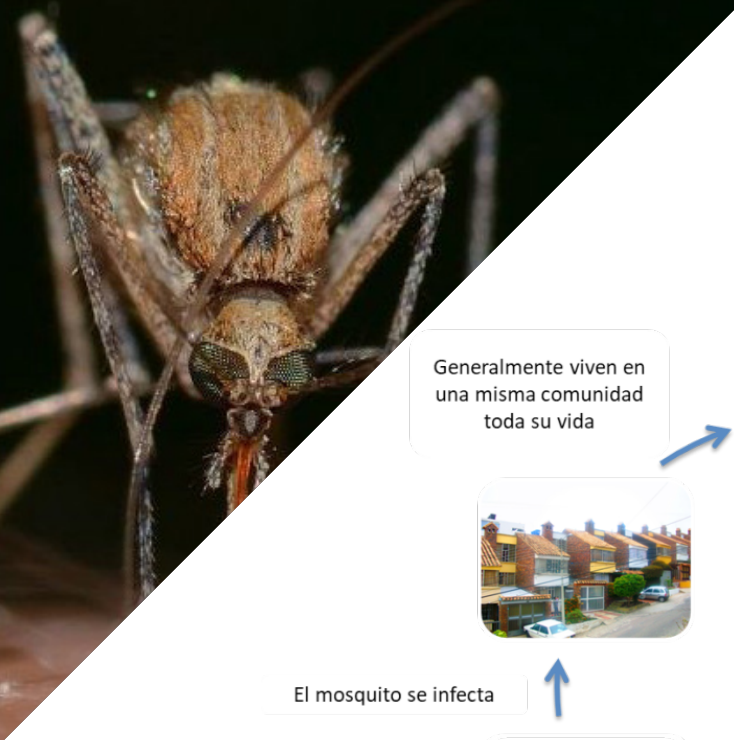 Generalmente viven en
una misma comunidad
toda su vida
El mosquito se infecta